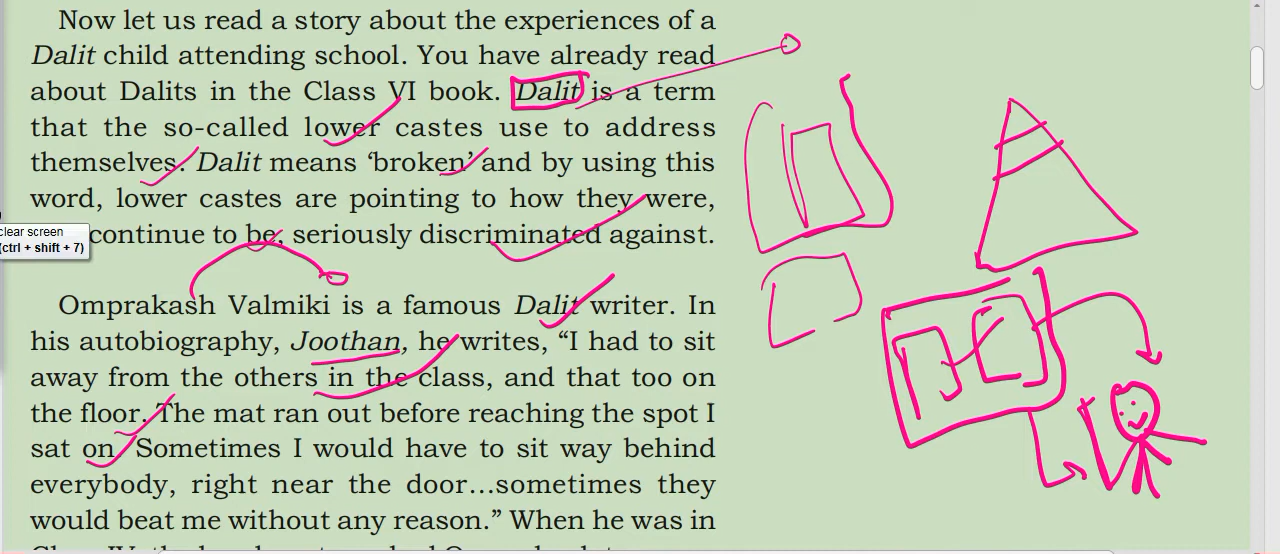 Now let us read a story about the experiences of a
Dalit child attending school. You have already read
about Dalits in the Class VI book. Dalit is a term
that the so-called lower castes use to address
themselves. Dalit means ‘broken’ and by using this
word, lower castes are pointing to how they were,
clear screen
(ctrl + shift + 7)
continue to be, seriously discriminated against.
Omprakash Valmiki is a famous Dalit writer. In
his autobiography, Joothan, he writes, “I had to sit
away from the others in the class, and that too on
the floor. The mat ran out before reaching the spot I
sat on. Sometimes I would have to sit way behind
everybody, right near the door…sometimes they
would beat me without any reason.” When he was in